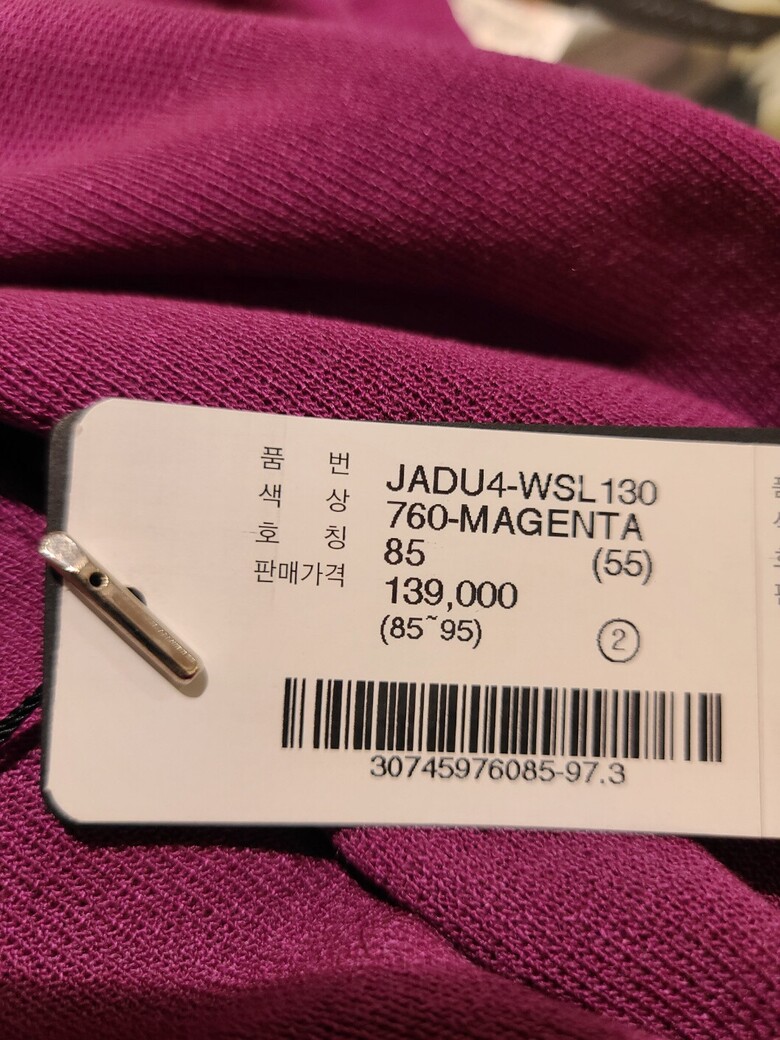 품 번 JADU4-WSL130
색 상 760-MAGENTA
호 칭 85 (55)
판매가격 139,000
(85~95) ②
30745976085-97.3